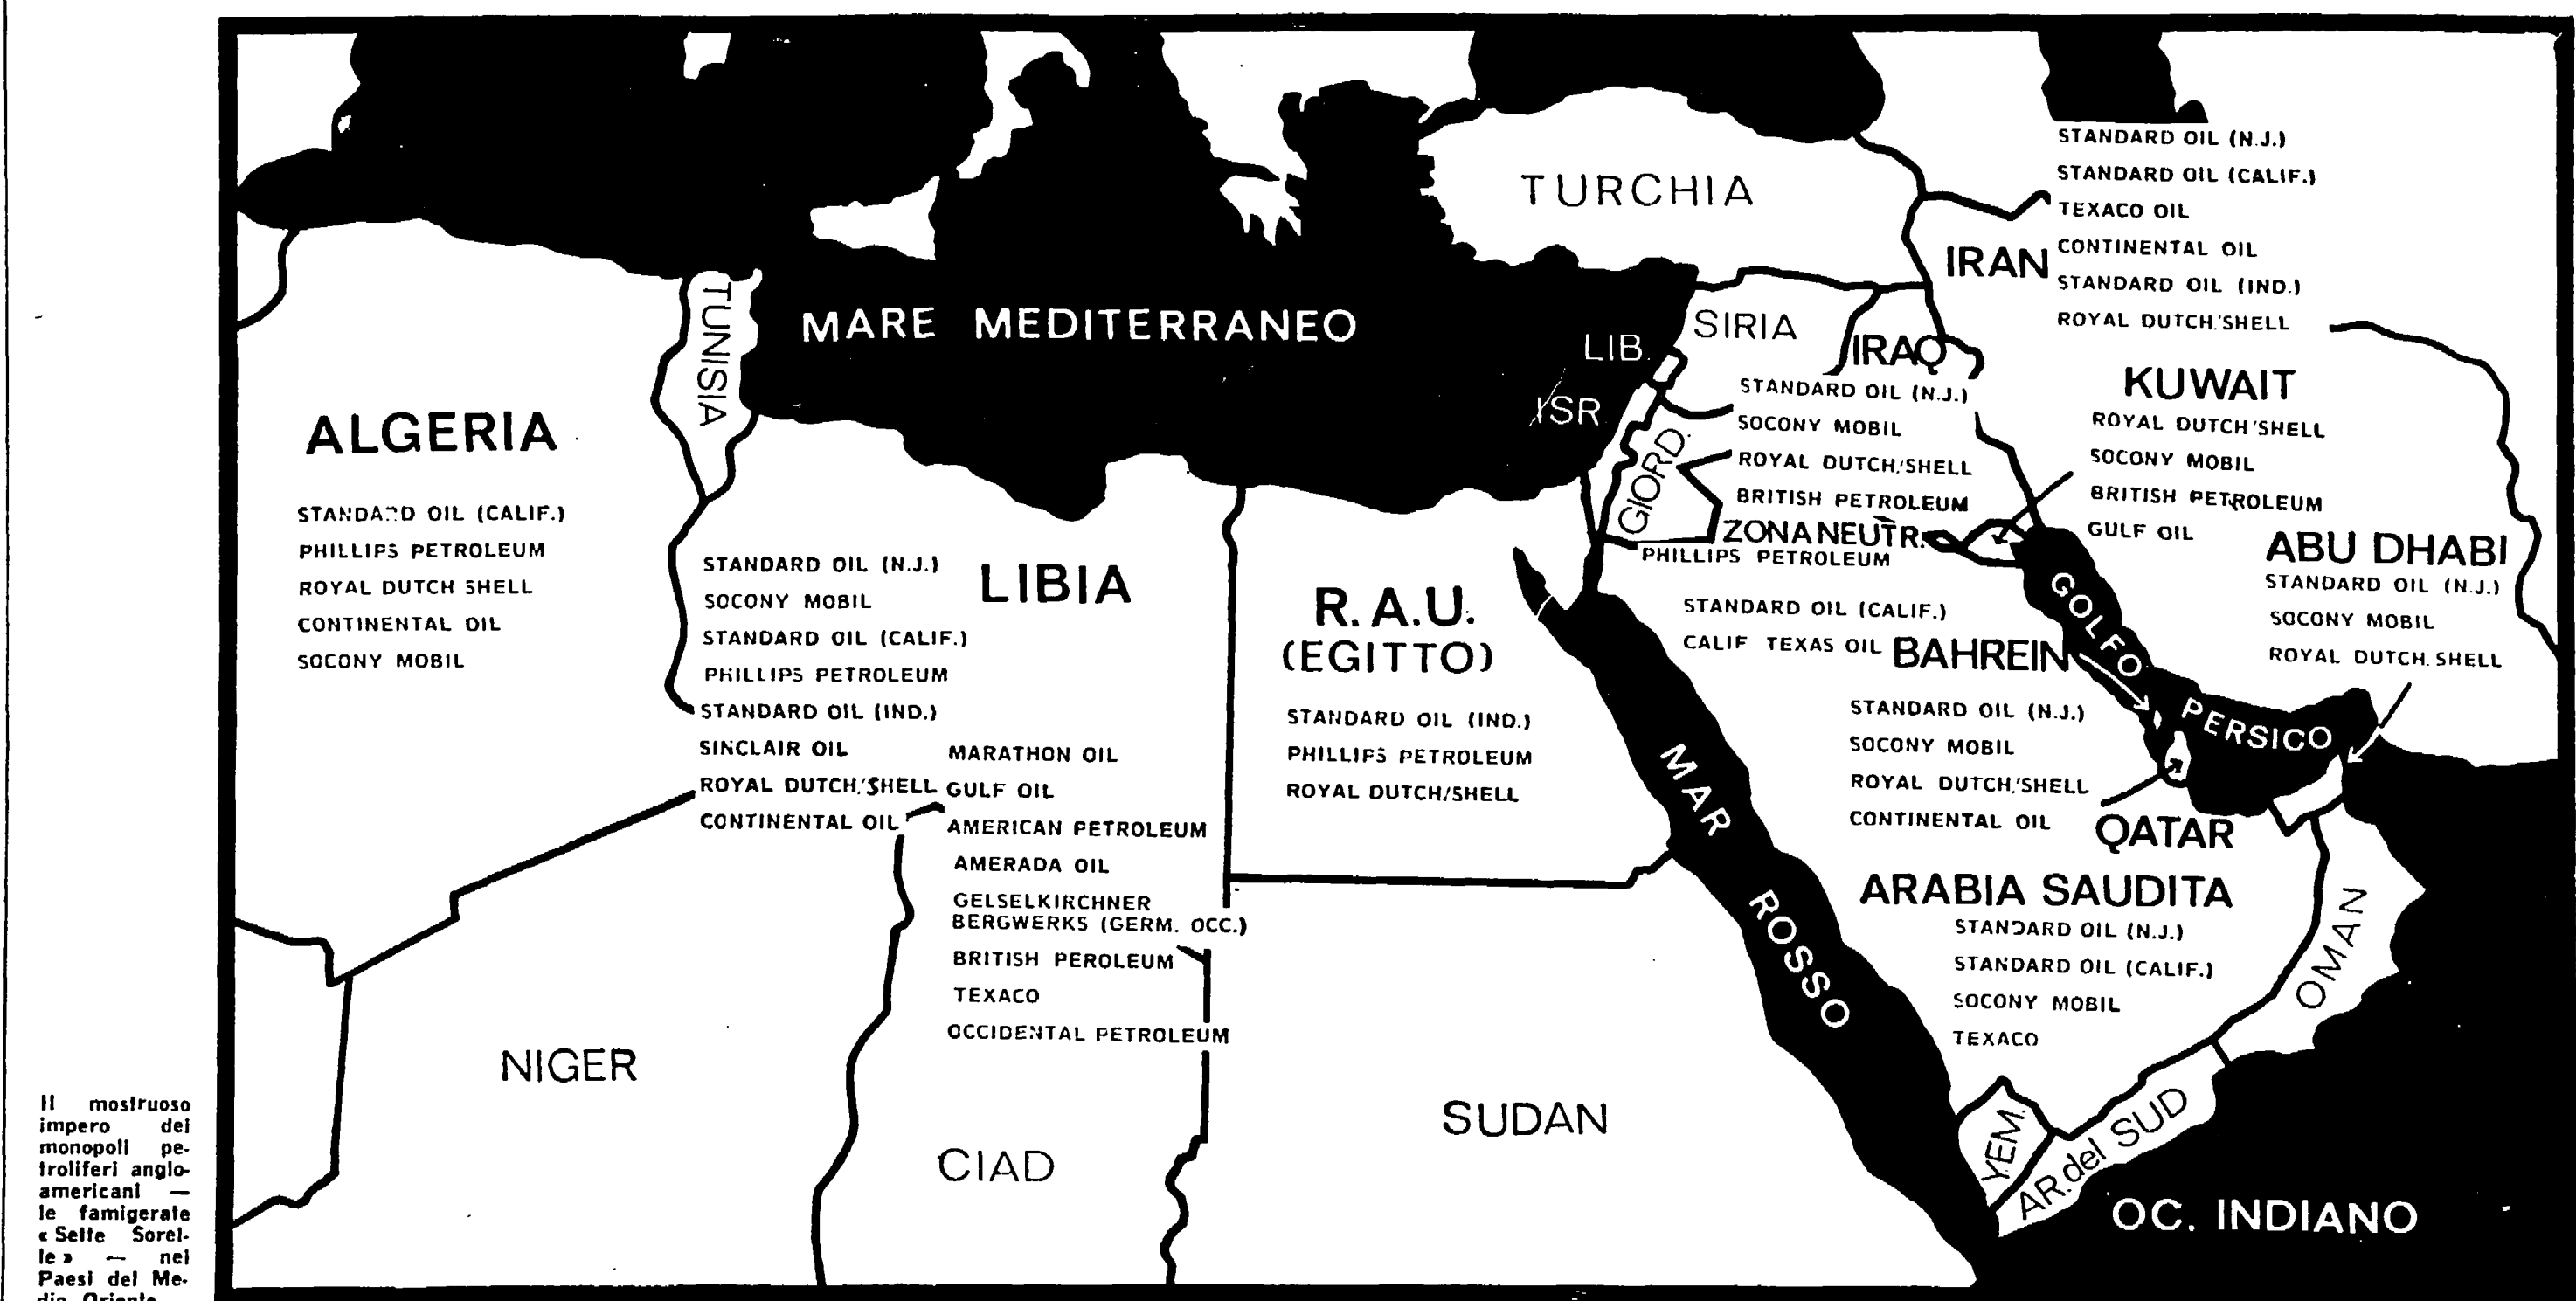 TURCHIA
MARE MEDITERRANEO
TUNISIA
LIB.
ISR.
SIRIA
GIORD.
IRAN
STANDARD OIL (N.J.)
STANDARD OIL (CALIF.)
TEXACO OIL
CONTINENTAL OIL
STANDARD OIL (IND.)
ROYAL DUTCH/SHELL
IRAQ
STANDARD OIL (N.J.)
SOCONY MOBIL
ROYAL DUTCH/SHELL
BRITISH PETROLEUM
KUWAIT
ROYAL DUTCH/SHELL
SOCONY MOBIL
BRITISH PETROLEUM
GULF OIL
ZONA NEUTR.
PHILLIPS PETROLEUM
ABU DHABI
STANDARD OIL (N.J.)
SOCONY MOBIL
ROYAL DUTCH SHELL
ALGERIA
STANDARD OIL (CALIF.)
PHILLIPS PETROLEUM
ROYAL DUTCH SHELL
CONTINENTAL OIL
SOCONY MOBIL
LIBIA
STANDARD OIL (N.J.)
SOCONY MOBIL
STANDARD OIL (CALIF.)
PHILLIPS PETROLEUM
STANDARD OIL (IND.)
SINCLAIR OIL
ROYAL DUTCH/SHELL
CONTINENTAL OIL
MARATHON OIL
GULF OIL
AMERICAN PETROLEUM
AMERADA OIL
GELSELKIRCHNER
BERGWERKS (GERM. OCC.)
BRITISH PEROLEUM
TEXACO
OCCIDENTAL PETROLEUM
R.A.U.
(EGITTO)
STANDARD OIL (IND.)
PHILLIPS PETROLEUM
ROYAL DUTCH/SHELL
STANDARD OIL (CALIF.)
CALIF TEXAS OIL
BAHREIN
GOLFO PERSICO
STANDARD OIL (N.J.)
SOCONY MOBIL
ROYAL DUTCH/SHELL
CONTINENTAL OIL
QATAR
MAR ROSSO
ARABIA SAUDITA
STANDARD OIL (N.J.)
STANDARD OIL (CALIF.)
SOCONY MOBIL
TEXACO
OMAN
NIGER
CIAD
SUDAN
YEM.
AR. del SUD
OC. INDIANO
Il mostruoso
impero dei
monopoli pe-
troliferi anglo-
americani —
le famigerate
« Sette Sorel-
le » — nei
Paesi del Me-
dio Oriente